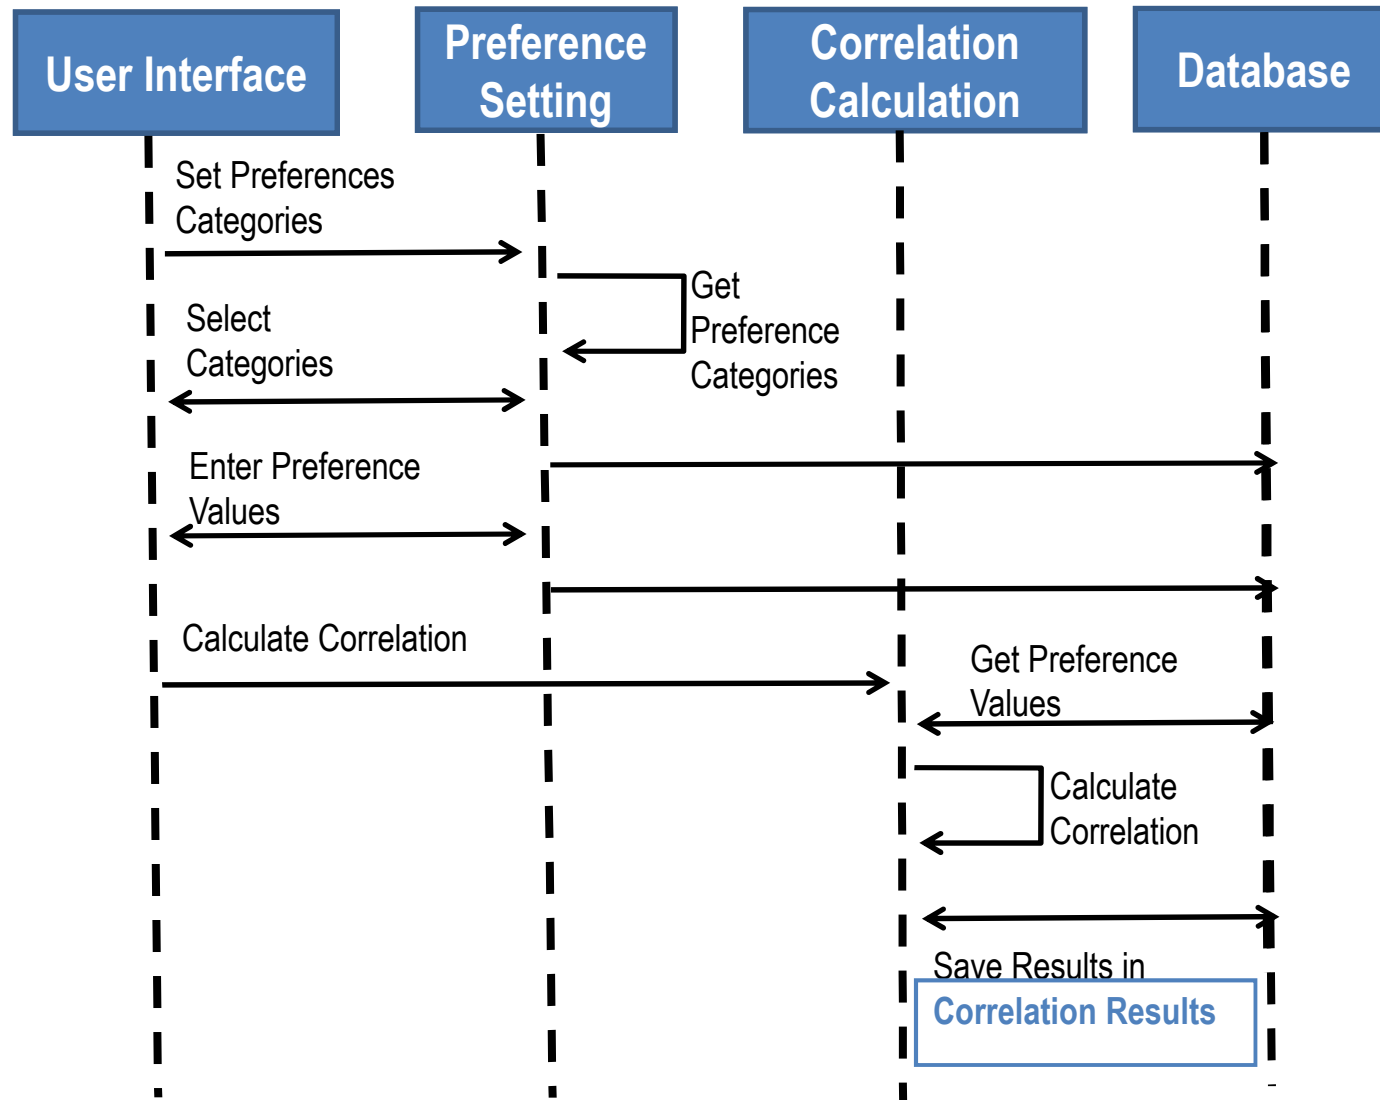 User Interface
Preference
Setting
Correlation
Calculation
Database
Set Preferences
Categories
Get
Preference
Categories
Select
Categories
Enter Preference
Values
Calculate Correlation
Get Preference
Values
Calculate
Correlation
Save Results in
Correlation Results